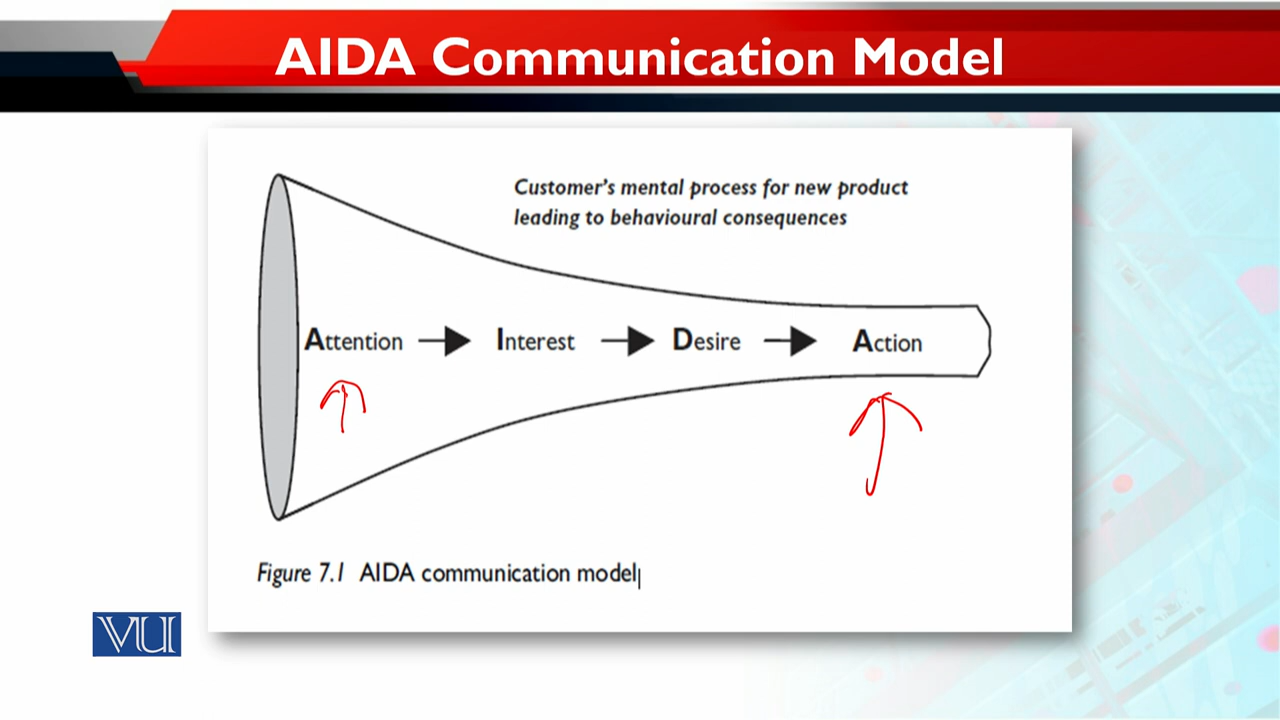 AIDA Communication Model
Customer's mental process for new product
leading to behavioural consequences
Attention Interest Desire Action
Figure 7.1 AIDA communication model
VU